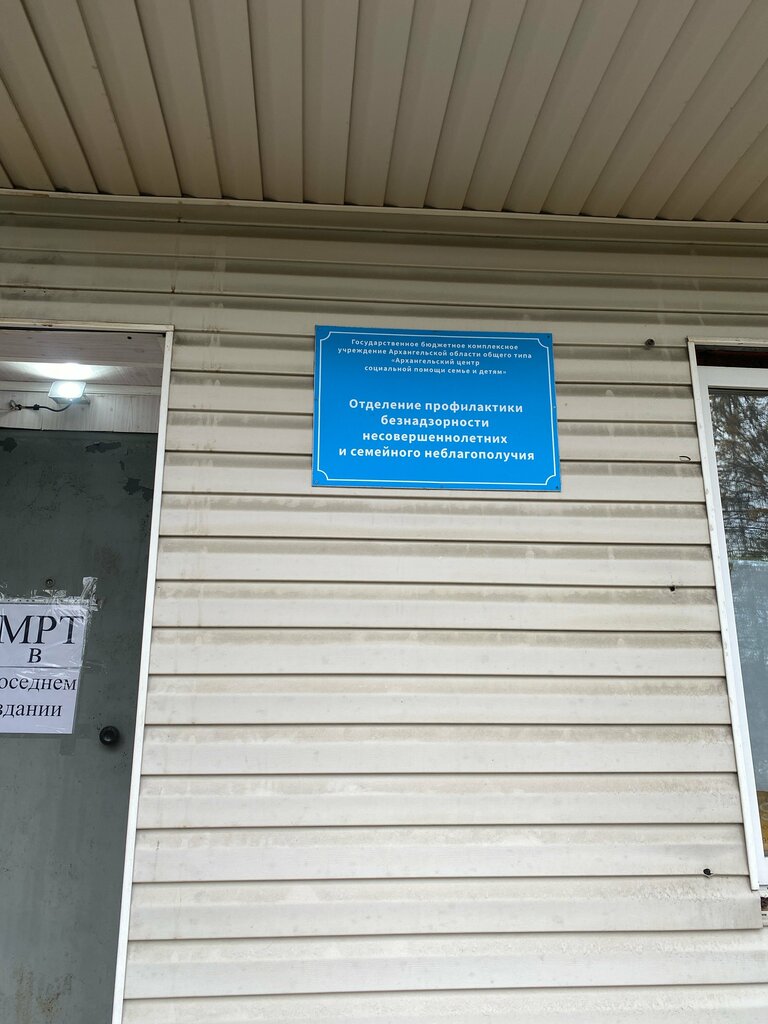 Государственное бюджетное комплексное
учреждение Архангельской области общего типа
«Архангельский центр
социальной помощи семье и детям»
Отделение профилактики
безнадзорности
несовершеннолетних
и семейного неблагополучия
МРТ
в
оседнем
здании